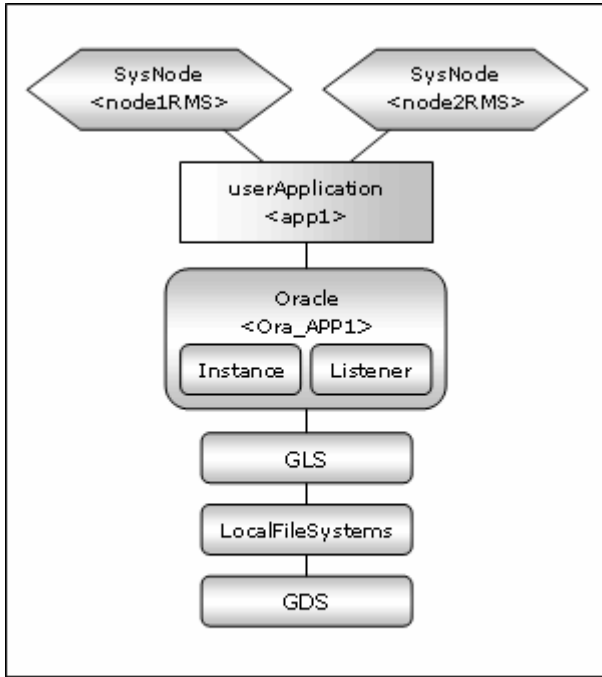 SysNode
<node1RMS>
SysNode
<node2RMS>
userApplication
<app1>
Oracle
<Ora_APP1>
Instance
Listener
GLS
LocalFileSystems
GDS